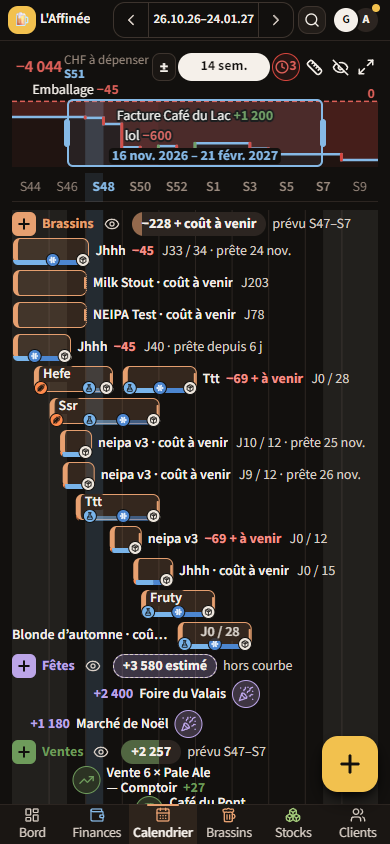 L'Affinée
26.10.26–24.01.27
G A
−4 044 CHF à dépenser
S51
±
14 sem.
3
Emballage −45
0
Facture Café du Lac +1 200
lol −600
16 nov. 2026 – 21 févr. 2027
S44 S46 S48 S50 S52 S1 S3 S5 S7 S9
+ Brassins −228 + coût à venir prévu S47–S7
Jhhh −45 J33 / 34 · prête 24 nov.
Milk Stout · coût à venir J203
NEIPA Test · coût à venir J78
Jhhh −45 J40 · prête depuis 6 j
Hefe
Ttt −69 + à venir J0 / 28
Ssr
neipa v3 · coût à venir J10 / 12 · prête 25 nov.
neipa v3 · coût à venir J9 / 12 · prête 26 nov.
Ttt
neipa v3 −69 + à venir J0 / 12
Jhhh · coût à venir J0 / 15
Fruty
Blonde d'automne · coû… J0 / 28
+ Fêtes +3 580 estimé hors courbe
+2 400 Foire du Valais
+1 180 Marché de Noël
+ Ventes +2 257 prévu S47–S7
Vente 6 × Pale Ale
— Comptoir +27
Café du Pont
+
Bord Finances Calendrier Brassins Stocks Clients